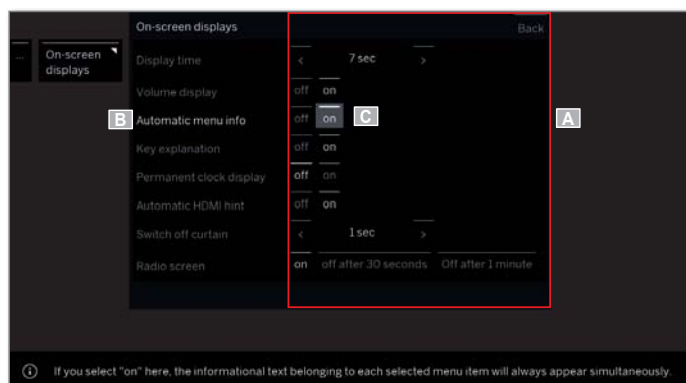 On-screen displays Back
... On-screen
displays
Display time < 7 sec >
Volume display off on
B Automatic menu info off on C A
Key explanation off on
Permanent clock display off on
Automatic HDMI hint off on
Switch off curtain < 1 sec >
Radio screen on off after 30 seconds Off after 1 minute
i If you select "on" here, the informational text belonging to each selected menu item will always appear simultaneously.